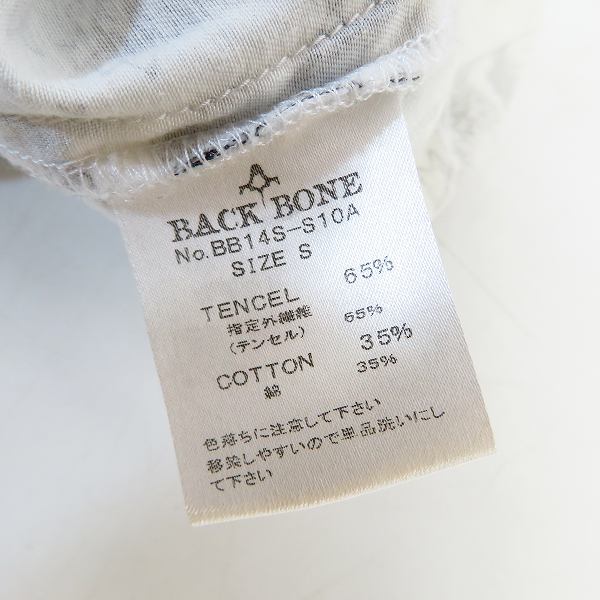 BACK BONE
No.BB14S-S10A
SIZE S
TENCEL 65%
指定外繊維 65%
(テンセル)
COTTON 35%
綿 35%
色落ちに注意して下さい
移染しやすいので単品洗いにし
て下さい